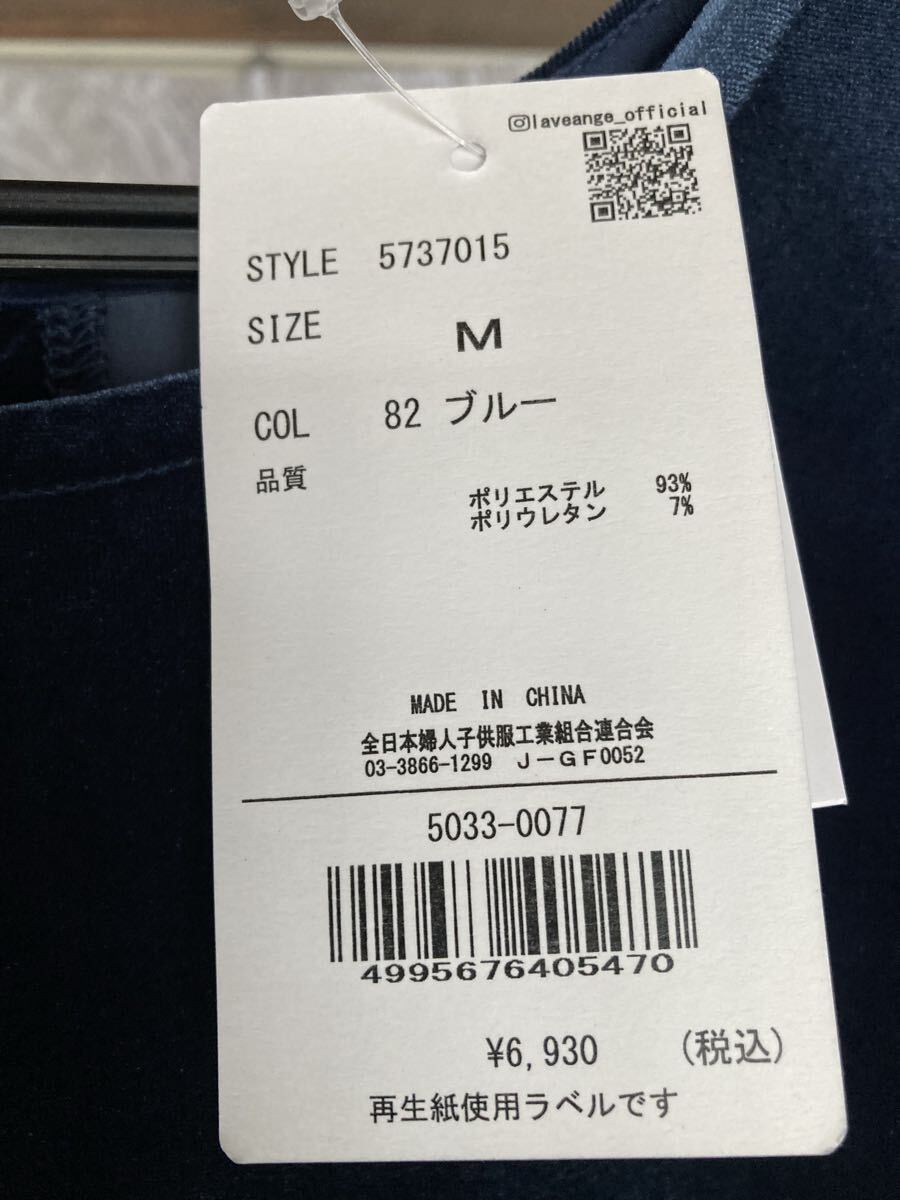 laveange_official
STYLE 5737015
SIZE M
COL 82 ブルー
品質
ポリエステル 93%
ポリウレタン 7%
MADE IN CHINA
全日本婦人子供服工業組合連合会
03-3866-1299 J-GF0052
5033-0077
4995676405470
¥6,930 (税込)
再生紙使用ラベルです